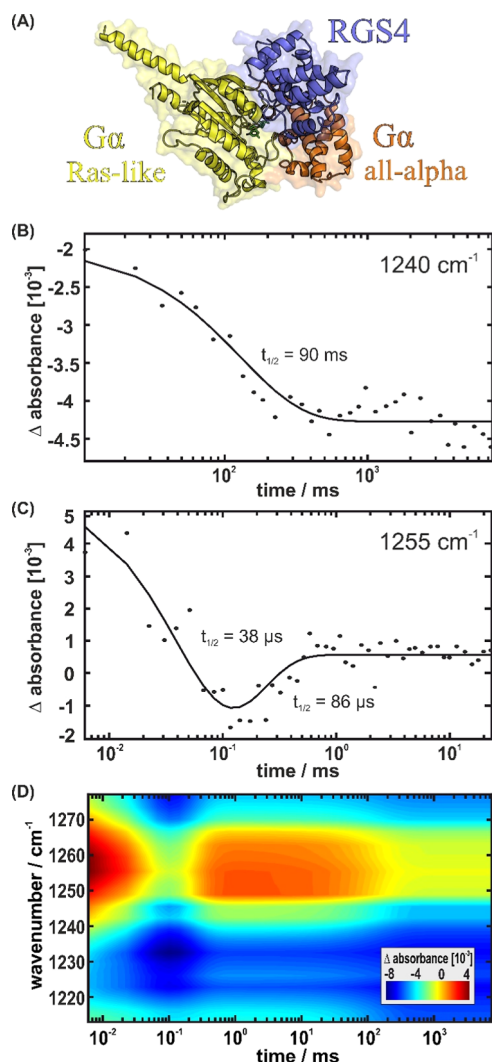 (A)
RGS4
Gα
Ras-like
Gα
all-alpha
(B)
1240 cm⁻¹
Δ absorbance [10⁻³]
-2
-2.5
-3
-3.5
-4
-4.5
t₁/₂ = 90 ms
10²
10³
time / ms
(C)
1255 cm⁻¹
Δ absorbance [10⁻³]
5
4
3
2
1
0
-1
-2
t₁/₂ = 38 µs
t₁/₂ = 86 µs
10⁻²
10⁻¹
10⁰
10¹
time / ms
(D)
wavenumber / cm⁻¹
1270
1260
1250
1240
1230
1220
Δ absorbance [10⁻³]
-8 -4 0 4
10⁻²
10⁻¹
10⁰
10¹
10²
10³
time / ms